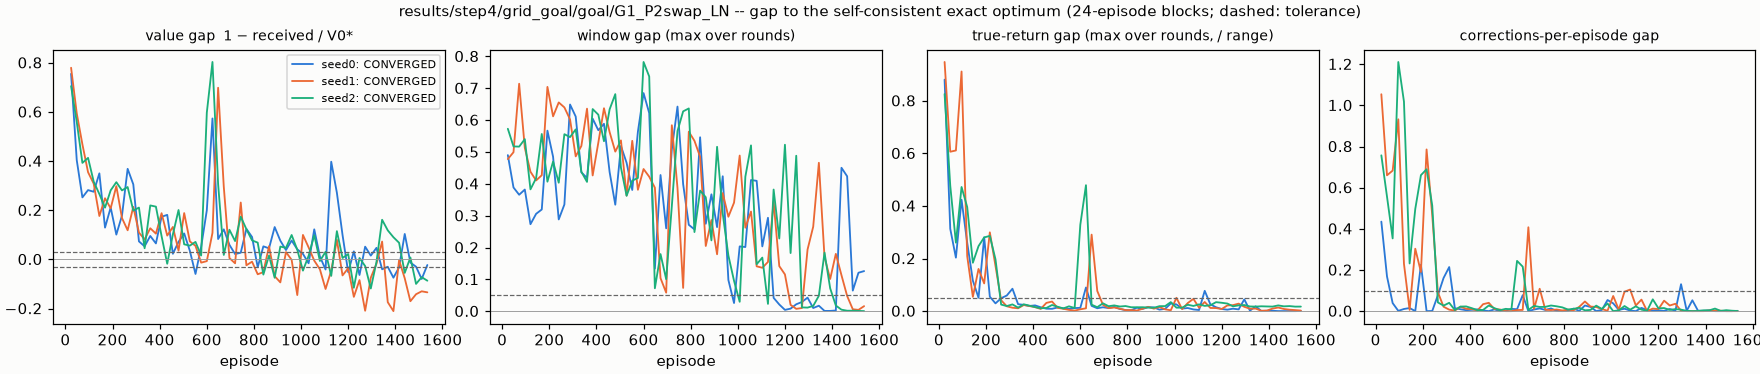 results/step4/grid_goal/goal/G1_P2swap_LN -- gap to the self-consistent exact optimum (24-episode blocks; dashed: tolerance)
value gap 1 − received / V0*
0.8
0.6
0.4
0.2
0.0
−0.2
0 200 400 600 800 1000 1200 1400 1600
episode
seed0: CONVERGED
seed1: CONVERGED
seed2: CONVERGED
window gap (max over rounds)
0.8
0.7
0.6
0.5
0.4
0.3
0.2
0.1
0.0
0 200 400 600 800 1000 1200 1400 1600
episode
true-return gap (max over rounds, / range)
0.8
0.6
0.4
0.2
0.0
0 200 400 600 800 1000 1200 1400 1600
episode
corrections-per-episode gap
1.2
1.0
0.8
0.6
0.4
0.2
0.0
0 200 400 600 800 1000 1200 1400 160
episode